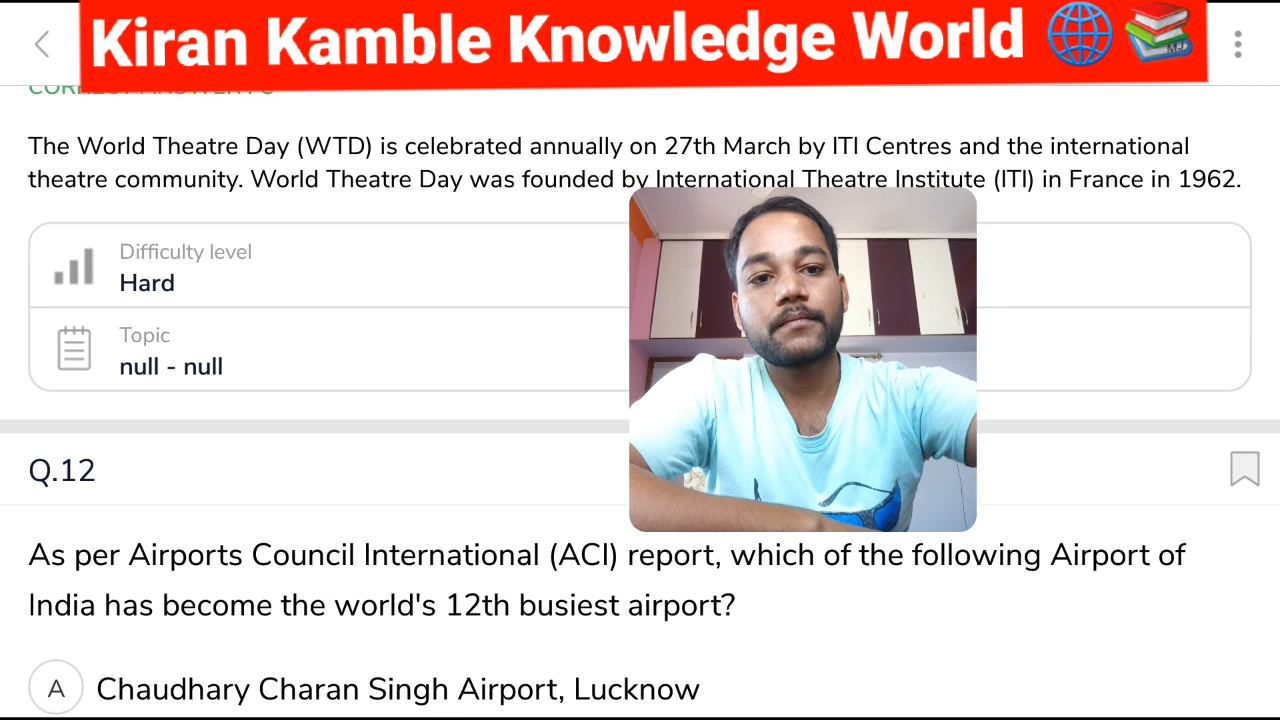 Kiran Kamble Knowledge World
MJ
The World Theatre Day (WTD) is celebrated annually on 27th March by ITI Centres and the international
theatre community. World Theatre Day was founded by International Theatre Institute (ITI) in France in 1962.
Difficulty level
Hard
Topic
null - null
Q.12
As per Airports Council International (ACI) report, which of the following Airport of
India has become the world's 12th busiest airport?
A Chaudhary Charan Singh Airport, Lucknow